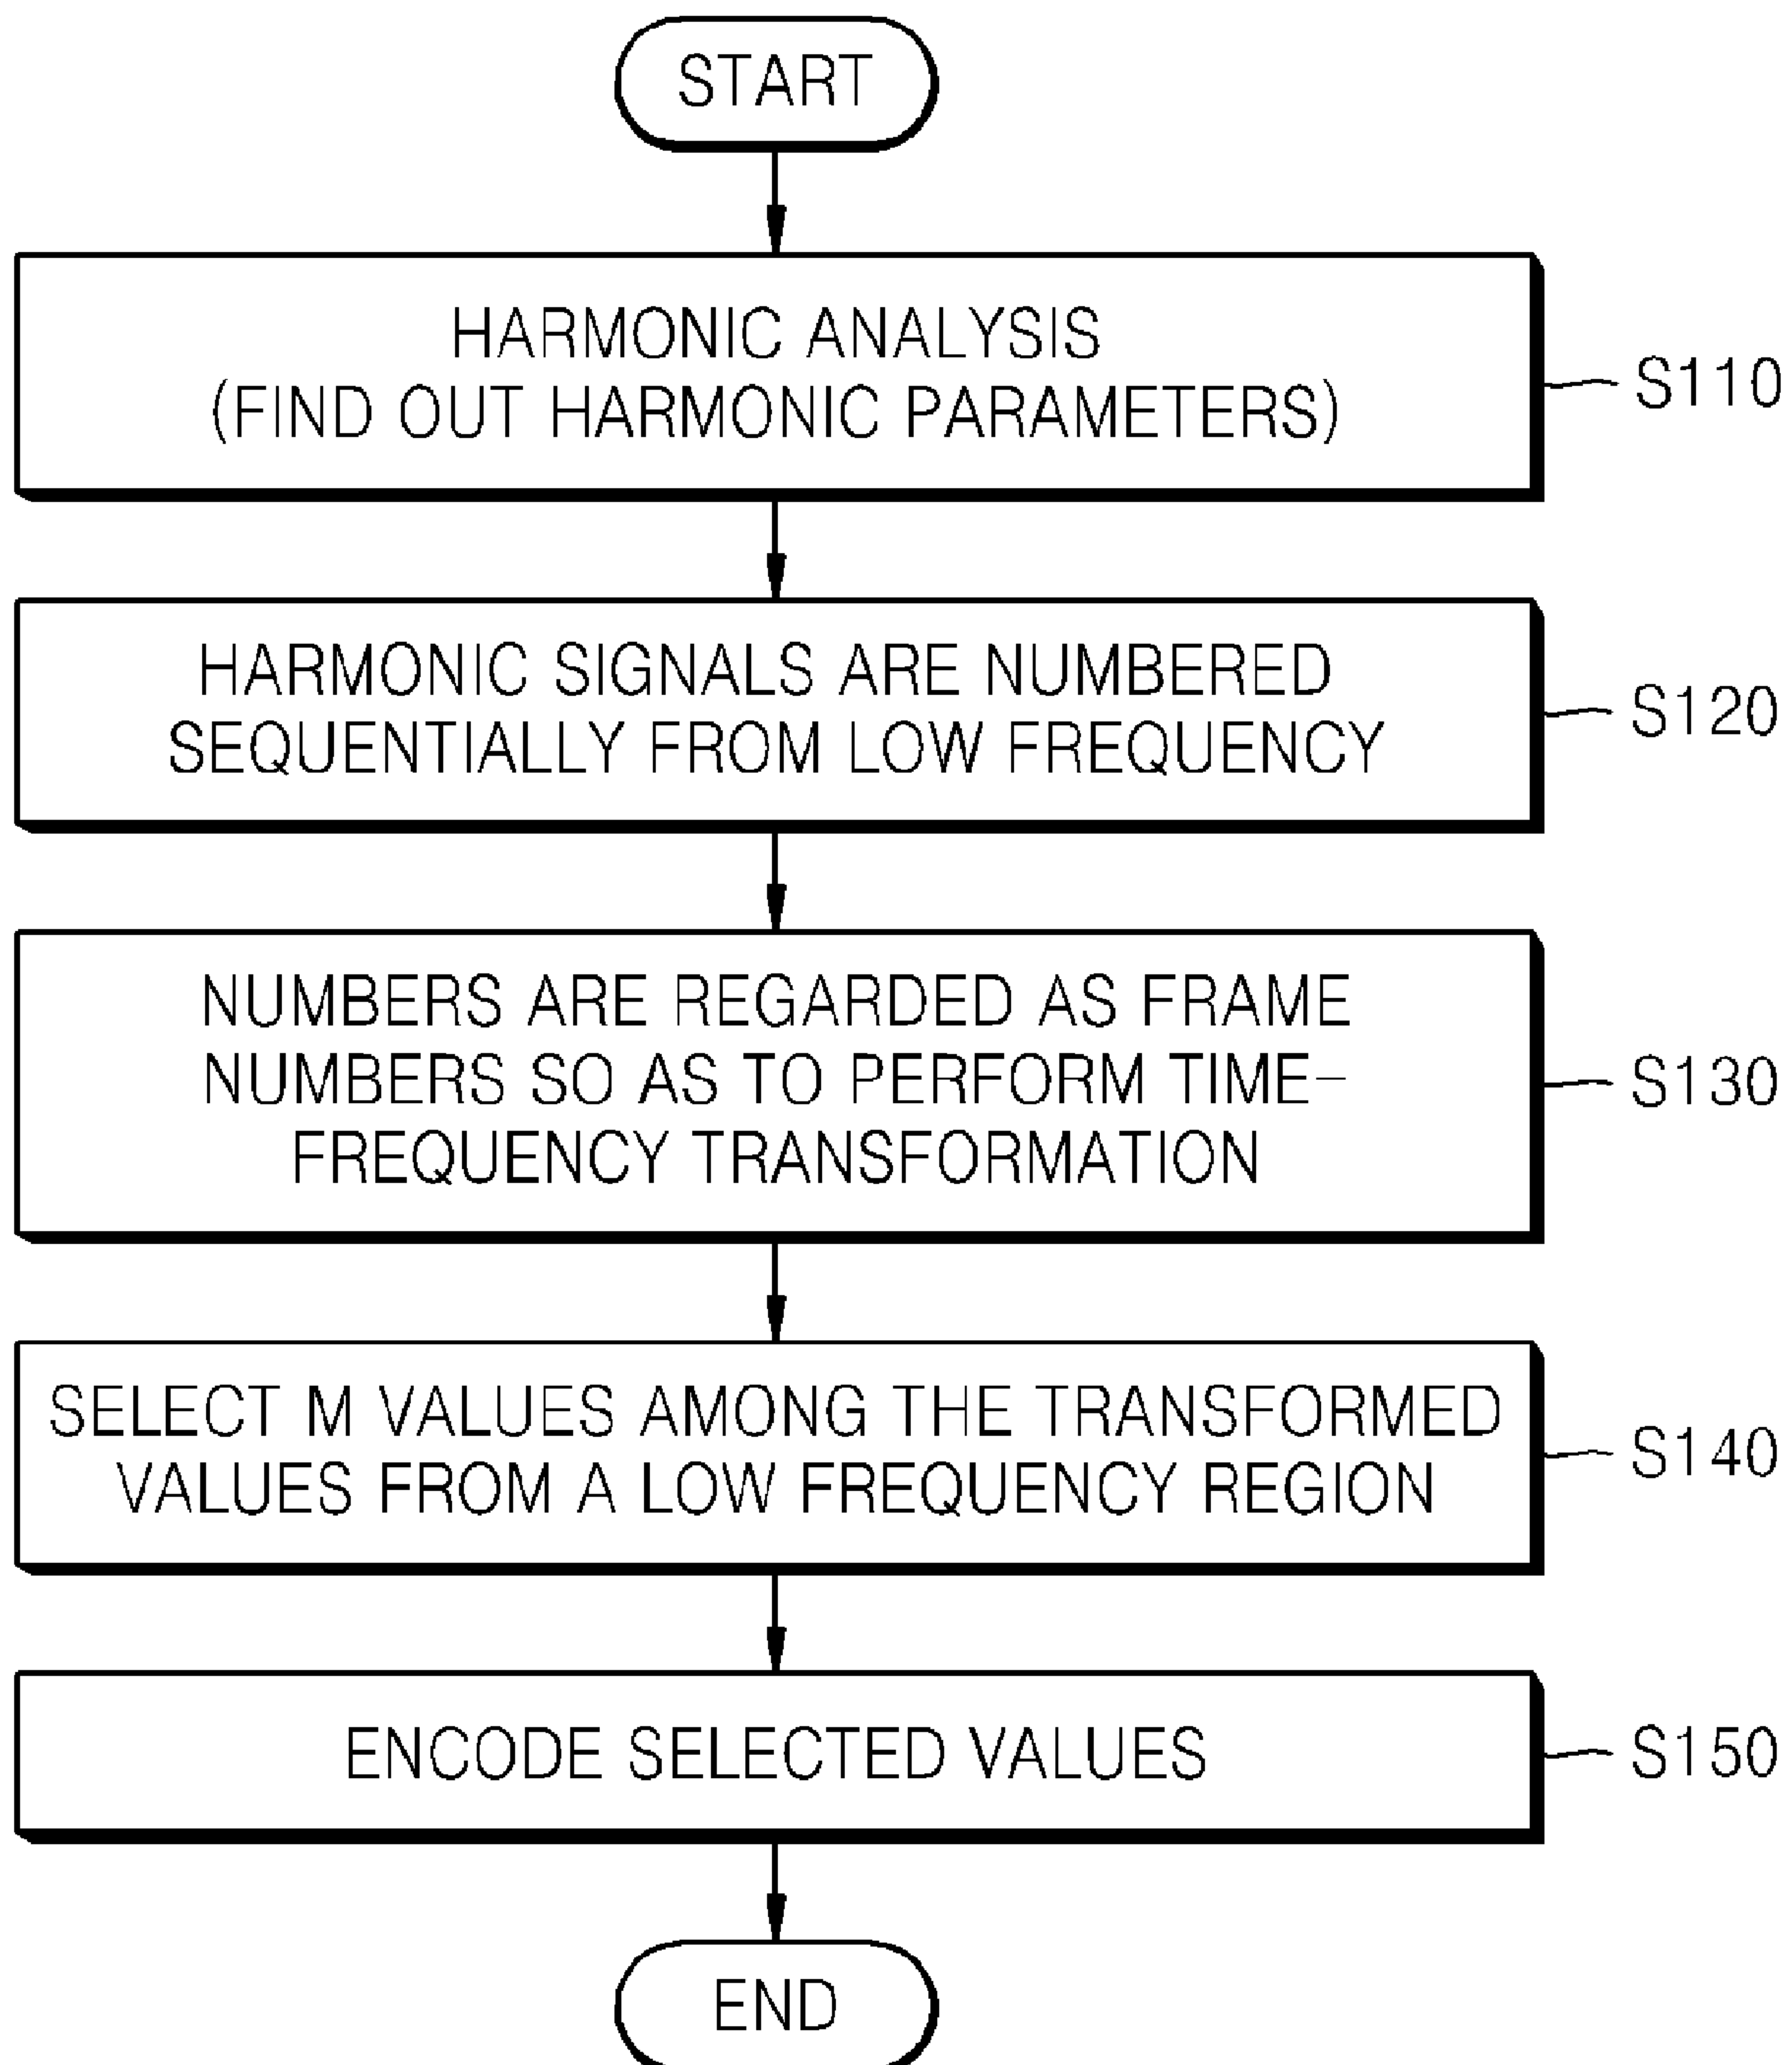 START
HARMONIC ANALYSIS
(FIND OUT HARMONIC PARAMETERS)
S110
HARMONIC SIGNALS ARE NUMBERED
SEQUENTIALLY FROM LOW FREQUENCY
S120
NUMBERS ARE REGARDED AS FRAME
NUMBERS SO AS TO PERFORM TIME-
FREQUENCY TRANSFORMATION
S130
SELECT M VALUES AMONG THE TRANSFORMED
VALUES FROM A LOW FREQUENCY REGION
S140
ENCODE SELECTED VALUES
S150
END